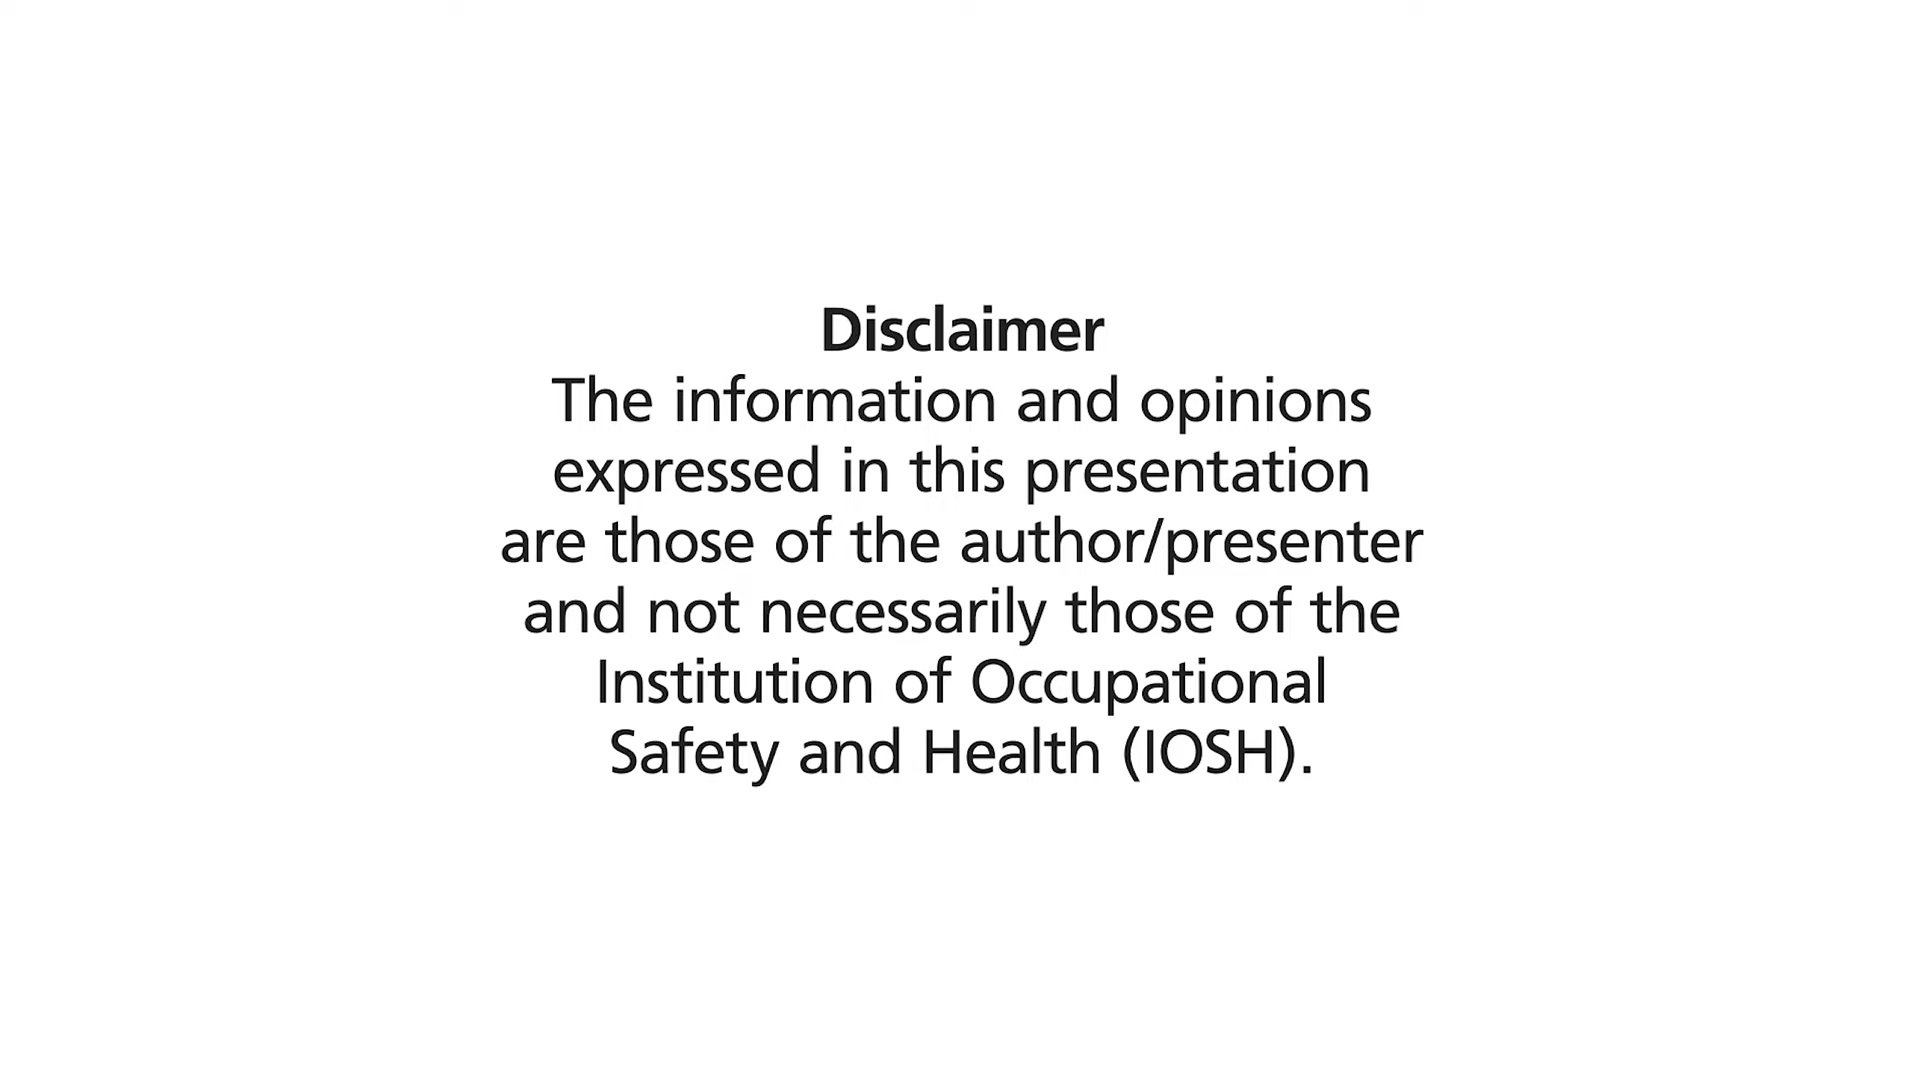 Disclaimer
The information and opinions
expressed in this presentation
are those of the author/presenter
and not necessarily those of the
Institution of Occupational
Safety and Health (IOSH).